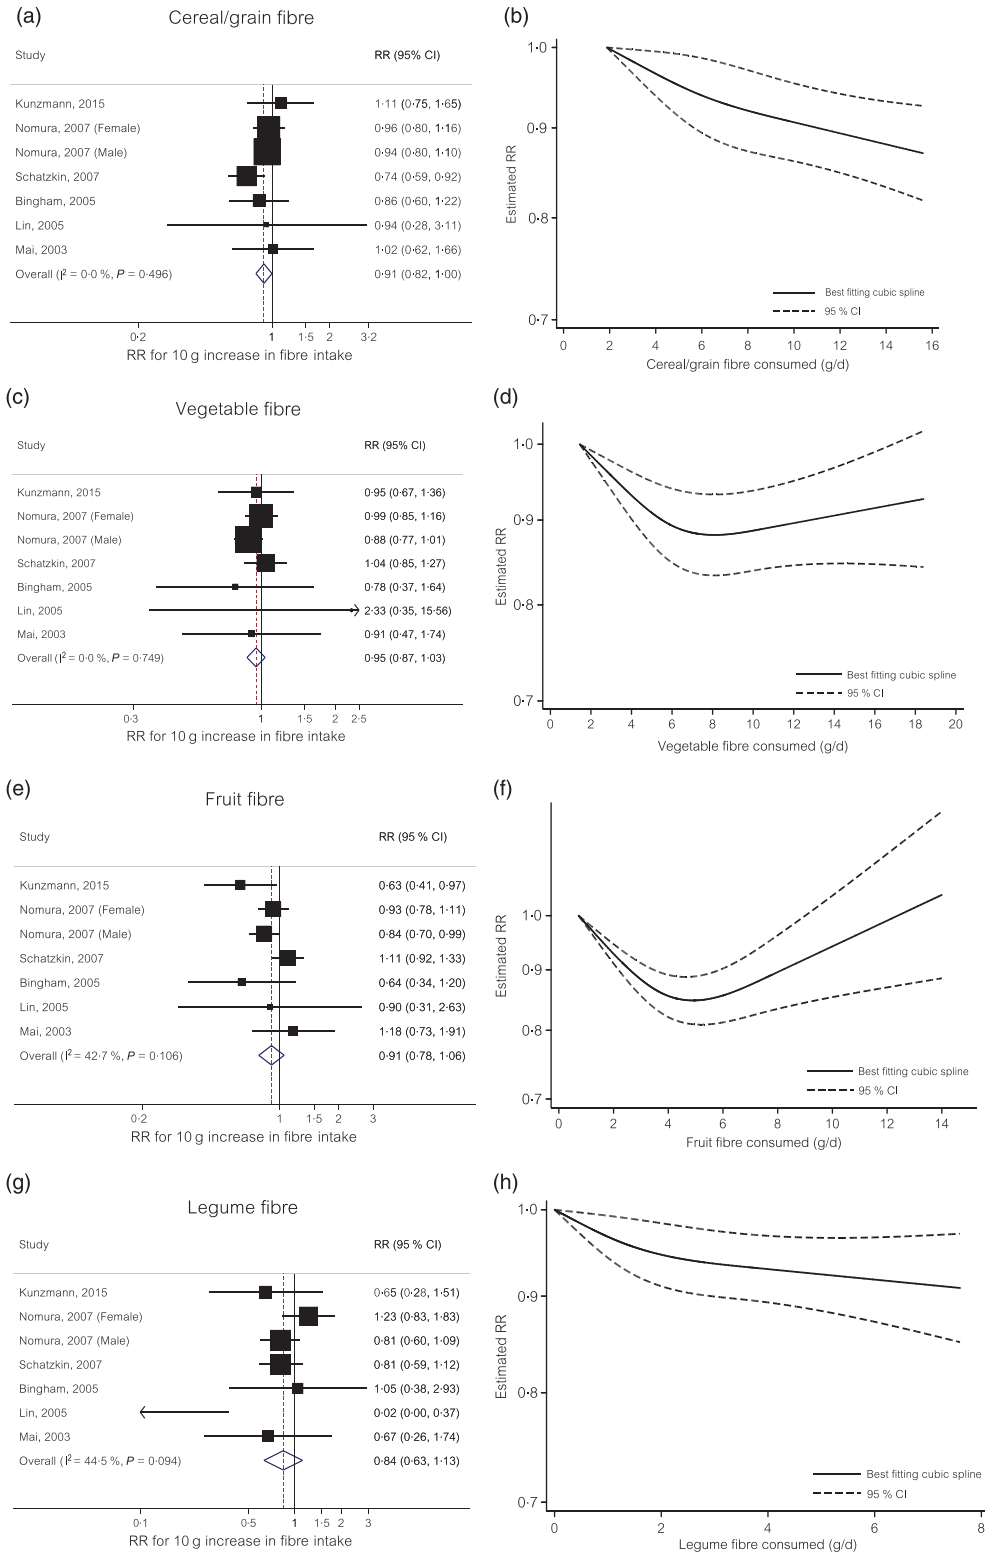 (a)
Cereal/grain fibre
Study RR (95% CI)
Kunzmann, 2015 1·11 (0·75, 1·65)
Nomura, 2007 (Female) 0·96 (0·80, 1·16)
Nomura, 2007 (Male) 0·94 (0·80, 1·10)
Schatzkin, 2007 0·74 (0·59, 0·92)
Bingham, 2005 0·86 (0·60, 1·22)
Lin, 2005 0·94 (0·28, 3·11)
Mai, 2003 1·02 (0·62, 1·66)
Overall (I² = 0·0 %, P = 0·496) 0·91 (0·82, 1·00)
0·2 1 1·5 2 3·2
RR for 10 g increase in fibre intake
(b)
Estimated RR
1·0
0·9
0·8
0·7
Best fitting cubic spline
95 % CI
0 2 4 6 8 10 12 14 16
Cereal/grain fibre consumed (g/d)
(c)
Vegetable fibre
Study RR (95% CI)
Kunzmann, 2015 0·95 (0·67, 1·36)
Nomura, 2007 (Female) 0·99 (0·85, 1·16)
Nomura, 2007 (Male) 0·88 (0·77, 1·01)
Schatzkin, 2007 1·04 (0·85, 1·27)
Bingham, 2005 0·78 (0·37, 1·64)
Lin, 2005 2·33 (0·35, 15·56)
Mai, 2003 0·91 (0·47, 1·74)
Overall (I² = 0·0 %, P = 0·749) 0·95 (0·87, 1·03)
0·3 1 1·5 2 2·5
RR for 10 g increase in fibre intake
(d)
Estimated RR
1·0
0·9
0·8
0·7
Best fitting cubic spline
95 % CI
0 2 4 6 8 10 12 14 16 18 20
Vegetable fibre consumed (g/d)
(e)
Fruit fibre
Study RR (95 % CI)
Kunzmann, 2015 0·63 (0·41, 0·97)
Nomura, 2007 (Female) 0·93 (0·78, 1·11)
Nomura, 2007 (Male) 0·84 (0·70, 0·99)
Schatzkin, 2007 1·11 (0·92, 1·33)
Bingham, 2005 0·64 (0·34, 1·20)
Lin, 2005 0·90 (0·31, 2·63)
Mai, 2003 1·18 (0·73, 1·91)
Overall (I² = 42·7 %, P = 0·106) 0·91 (0·78, 1·06)
0·2 1 1·5 2 3
RR for 10 g increase in fibre intake
(f)
Estimated RR
1·0
0·9
0·8
0·7
Best fitting cubic spline
95 % CI
0 2 4 6 8 10 12 14
Fruit fibre consumed (g/d)
(g)
Legume fibre
Study RR (95 % CI)
Kunzmann, 2015 0·65 (0·28, 1·51)
Nomura, 2007 (Female) 1·23 (0·83, 1·83)
Nomura, 2007 (Male) 0·81 (0·60, 1·09)
Schatzkin, 2007 0·81 (0·59, 1·12)
Bingham, 2005 1·05 (0·38, 2·93)
Lin, 2005 0·02 (0·00, 0·37)
Mai, 2003 0·67 (0·26, 1·74)
Overall (I² = 44·5 %, P = 0·094) 0·84 (0·63, 1·13)
0·1 0·5 1 1·5 2 3
RR for 10 g increase in fibre intake
(h)
Estimated RR
1·0
0·9
0·8
0·7
Best fitting cubic spline
95 % CI
0 2 4 6 8
Legume fibre consumed (g/d)